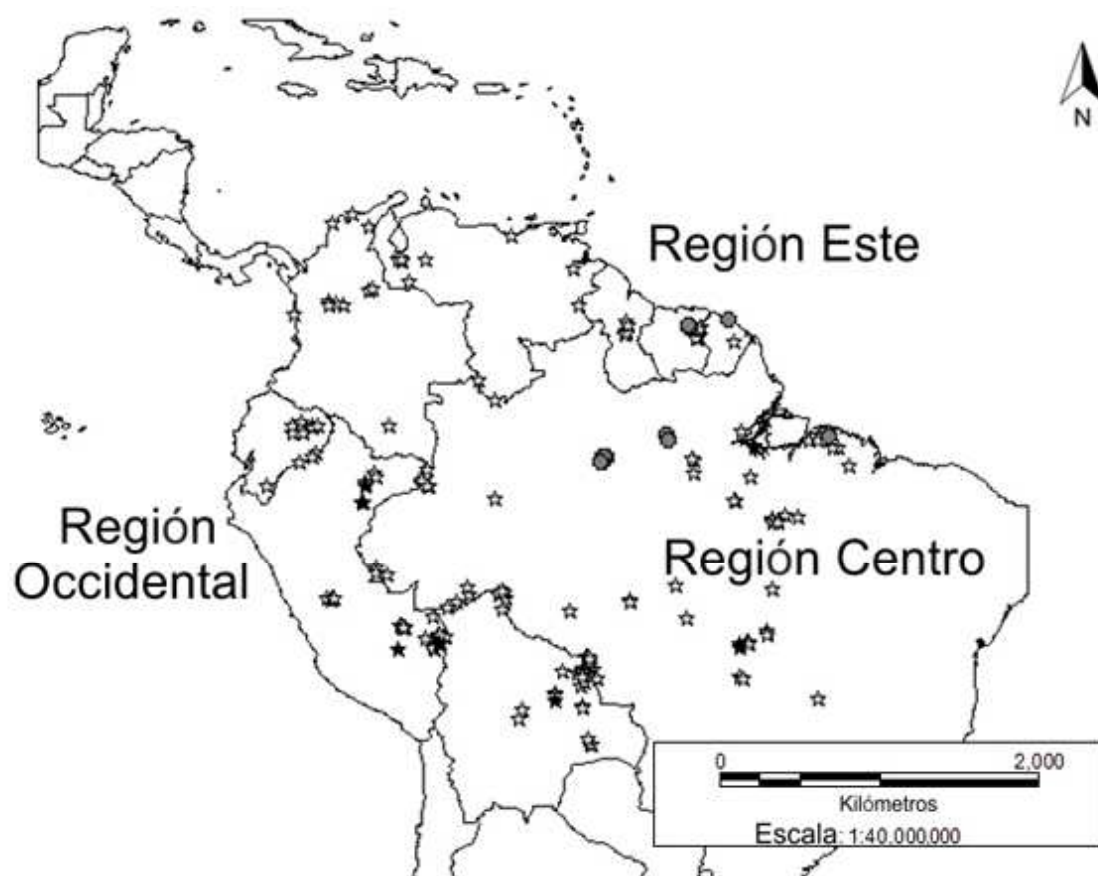 N
Región Este
Región
Occidental
Región Centro
0 2,000
Kilómetros
Escala: 1:40.000,000